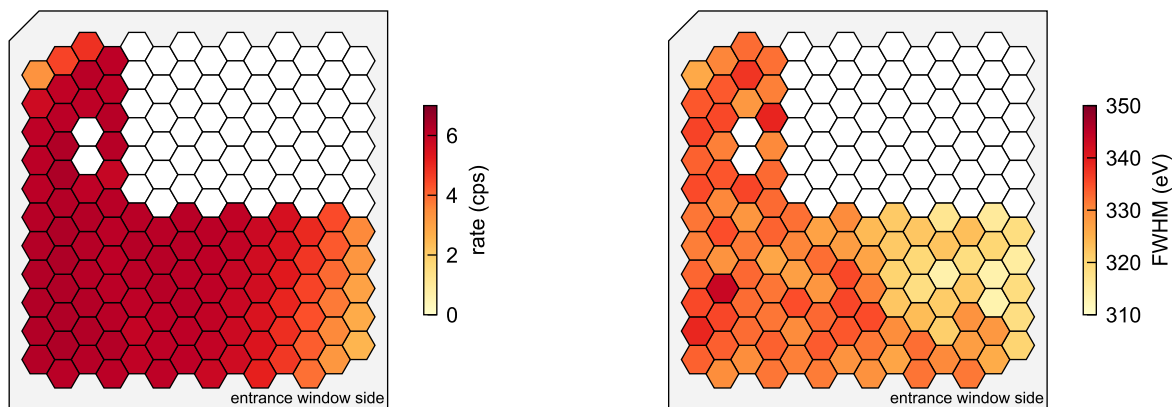 6
4
2
0
rate (cps)
entrance window side
350
340
330
320
310
FWHM (eV)
entrance window side